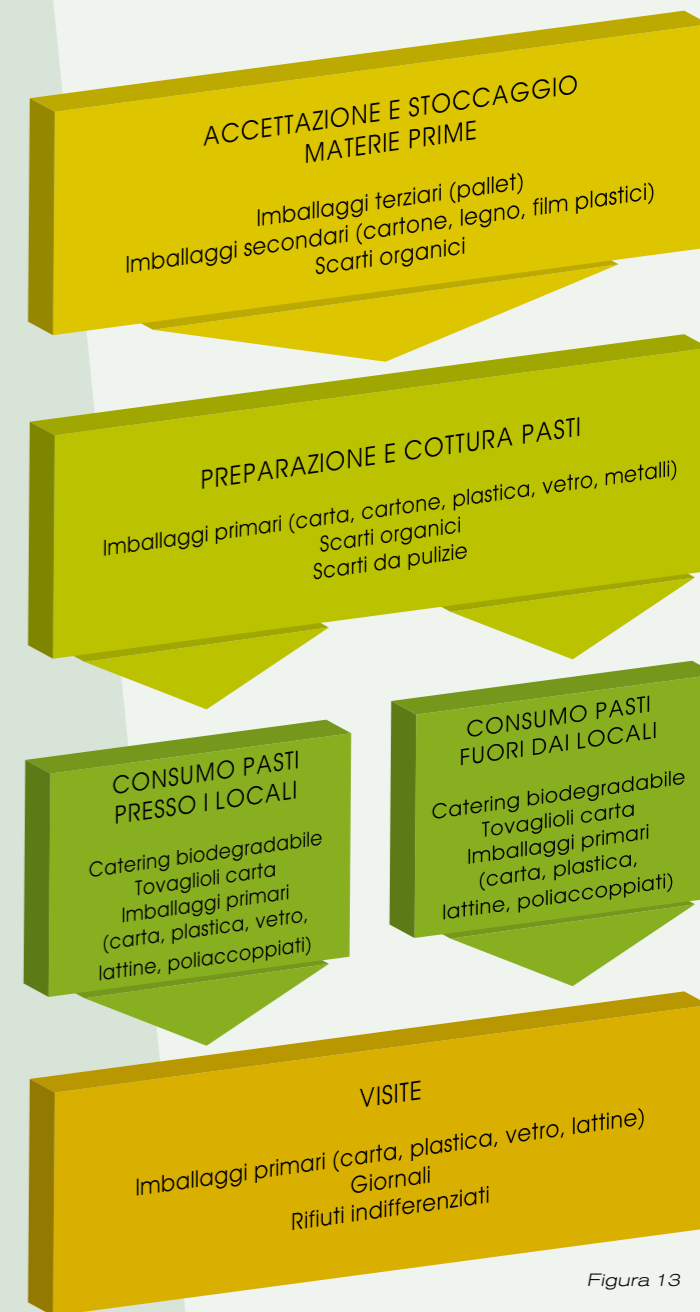 ACCETTAZIONE E STOCCAGGIO
MATERIE PRIME
Imballaggi terziari (pallet)
Imballaggi secondari (cartone, legno, film plastici)
Scarti organici
PREPARAZIONE E COTTURA PASTI
Imballaggi primari (carta, cartone, plastica, vetro, metalli)
Scarti organici
Scarti da pulizie
CONSUMO PASTI
PRESSO I LOCALI
Catering biodegradabile
Tovaglioli carta
Imballaggi primari
(carta, plastica, vetro,
lattine, poliaccoppiati)
CONSUMO PASTI
FUORI DAI LOCALI
Catering biodegradabile
Tovaglioli carta
Imballaggi primari
(carta, plastica,
lattine, poliaccoppiati)
VISITE
Imballaggi primari (carta, plastica, vetro, lattine)
Giornali
Rifiuti indifferenziati
Figura 13